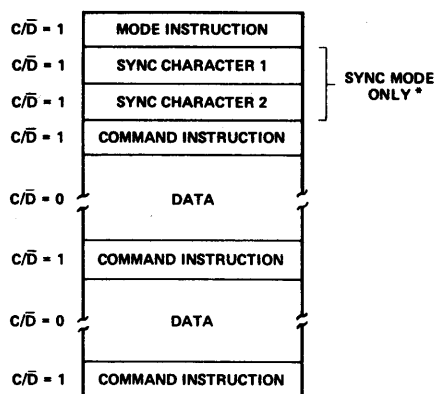 C/D̅ = 1 MODE INSTRUCTION
C/D̅ = 1 SYNC CHARACTER 1
C/D̅ = 1 SYNC CHARACTER 2
SYNC MODE
ONLY *
C/D̅ = 1 COMMAND INSTRUCTION
C/D̅ = 0 DATA
C/D̅ = 1 COMMAND INSTRUCTION
C/D̅ = 0 DATA
C/D̅ = 1 COMMAND INSTRUCTION